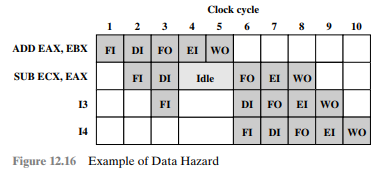 Clock cycle
1 2 3 4 5 6 7 8 9 10
ADD EAX, EBX FI DI FO EI WO
SUB ECX, EAX FI DI Idle FO EI WO
I3 FI DI FO EI WO
I4 FI DI FO EI WO
Figure 12.16 Example of Data Hazard